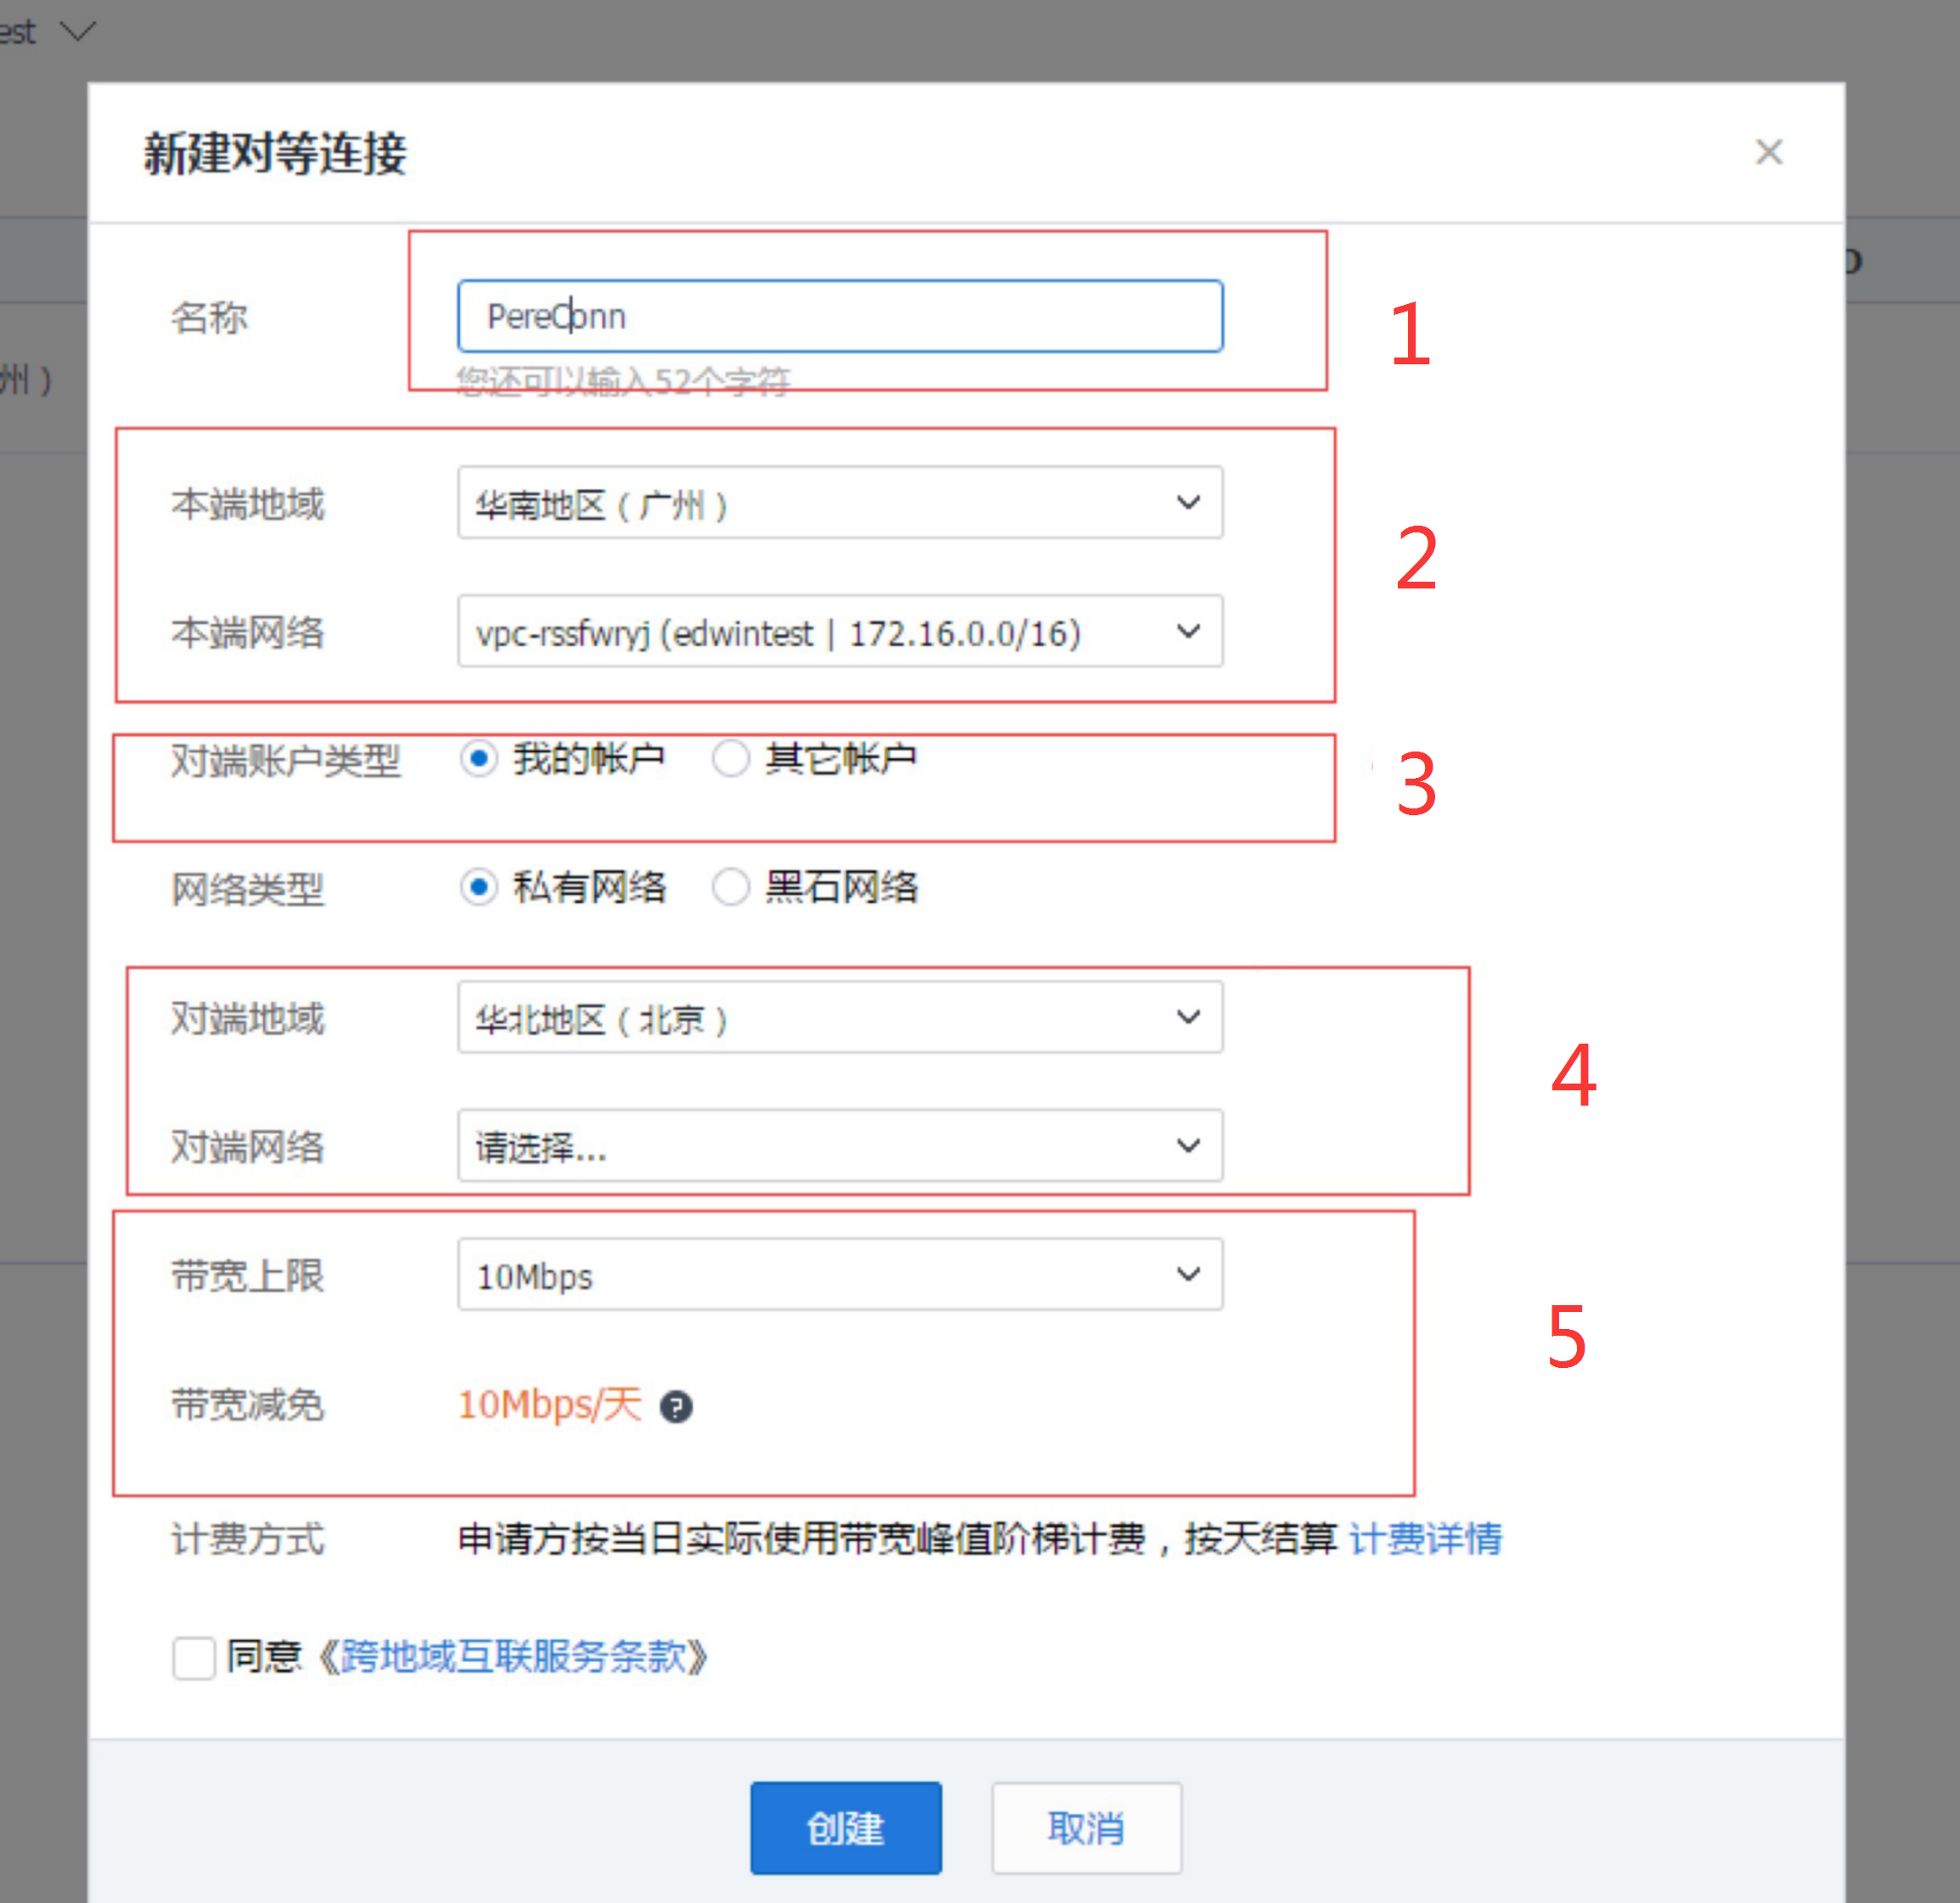 est
新建对等连接
名称 PereConn 1
您还可以输入52个字符
州）
本端地域 华南地区（广州） 2
本端网络 vpc-rssfwryj (edwintest | 172.16.0.0/16)
对端账户类型 我的帐户 其它帐户 3
网络类型 私有网络 黑石网络
对端地域 华北地区（北京） 4
对端网络 请选择...
带宽上限 10Mbps 5
带宽减免 10Mbps/天 ?
计费方式 申请方按当日实际使用带宽峰值阶梯计费，按天结算 计费详情
同意《跨地域互联服务条款》
创建 取消